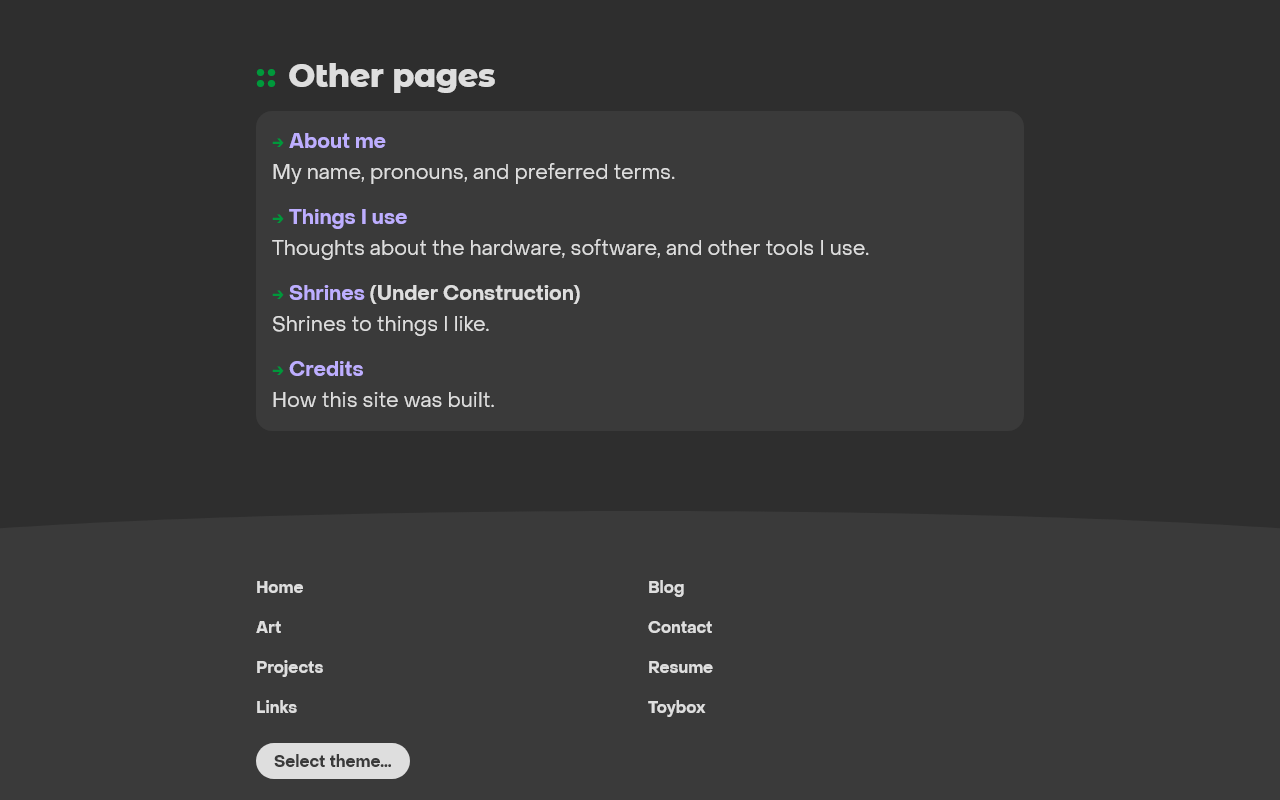 Other pages
→ About me
My name, pronouns, and preferred terms.
→ Things I use
Thoughts about the hardware, software, and other tools I use.
→ Shrines (Under Construction)
Shrines to things I like.
→ Credits
How this site was built.
Home
Art
Projects
Links
Blog
Contact
Resume
Toybox
Select theme...